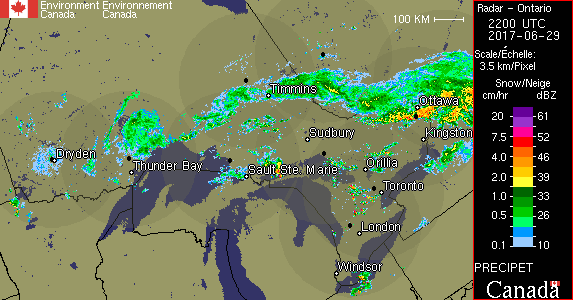 Environment Environnement
Canada Canada
100 KM
Radar - Ontario
2200 UTC
2017-06-29
Scale/Échelle:
3.5 km/Pixel
Snow/Neige
cm/hr dBZ
20 61
7.5 52
4.0 46
2.0 39
1.0 33
0.5 26
0.1 10
PRECIPET
Canada
Timmins
Ottawa
Sudbury
Kingston
Dryden
Thunder Bay
Sault Ste. Marie
Orillia
Toronto
London
Windsor